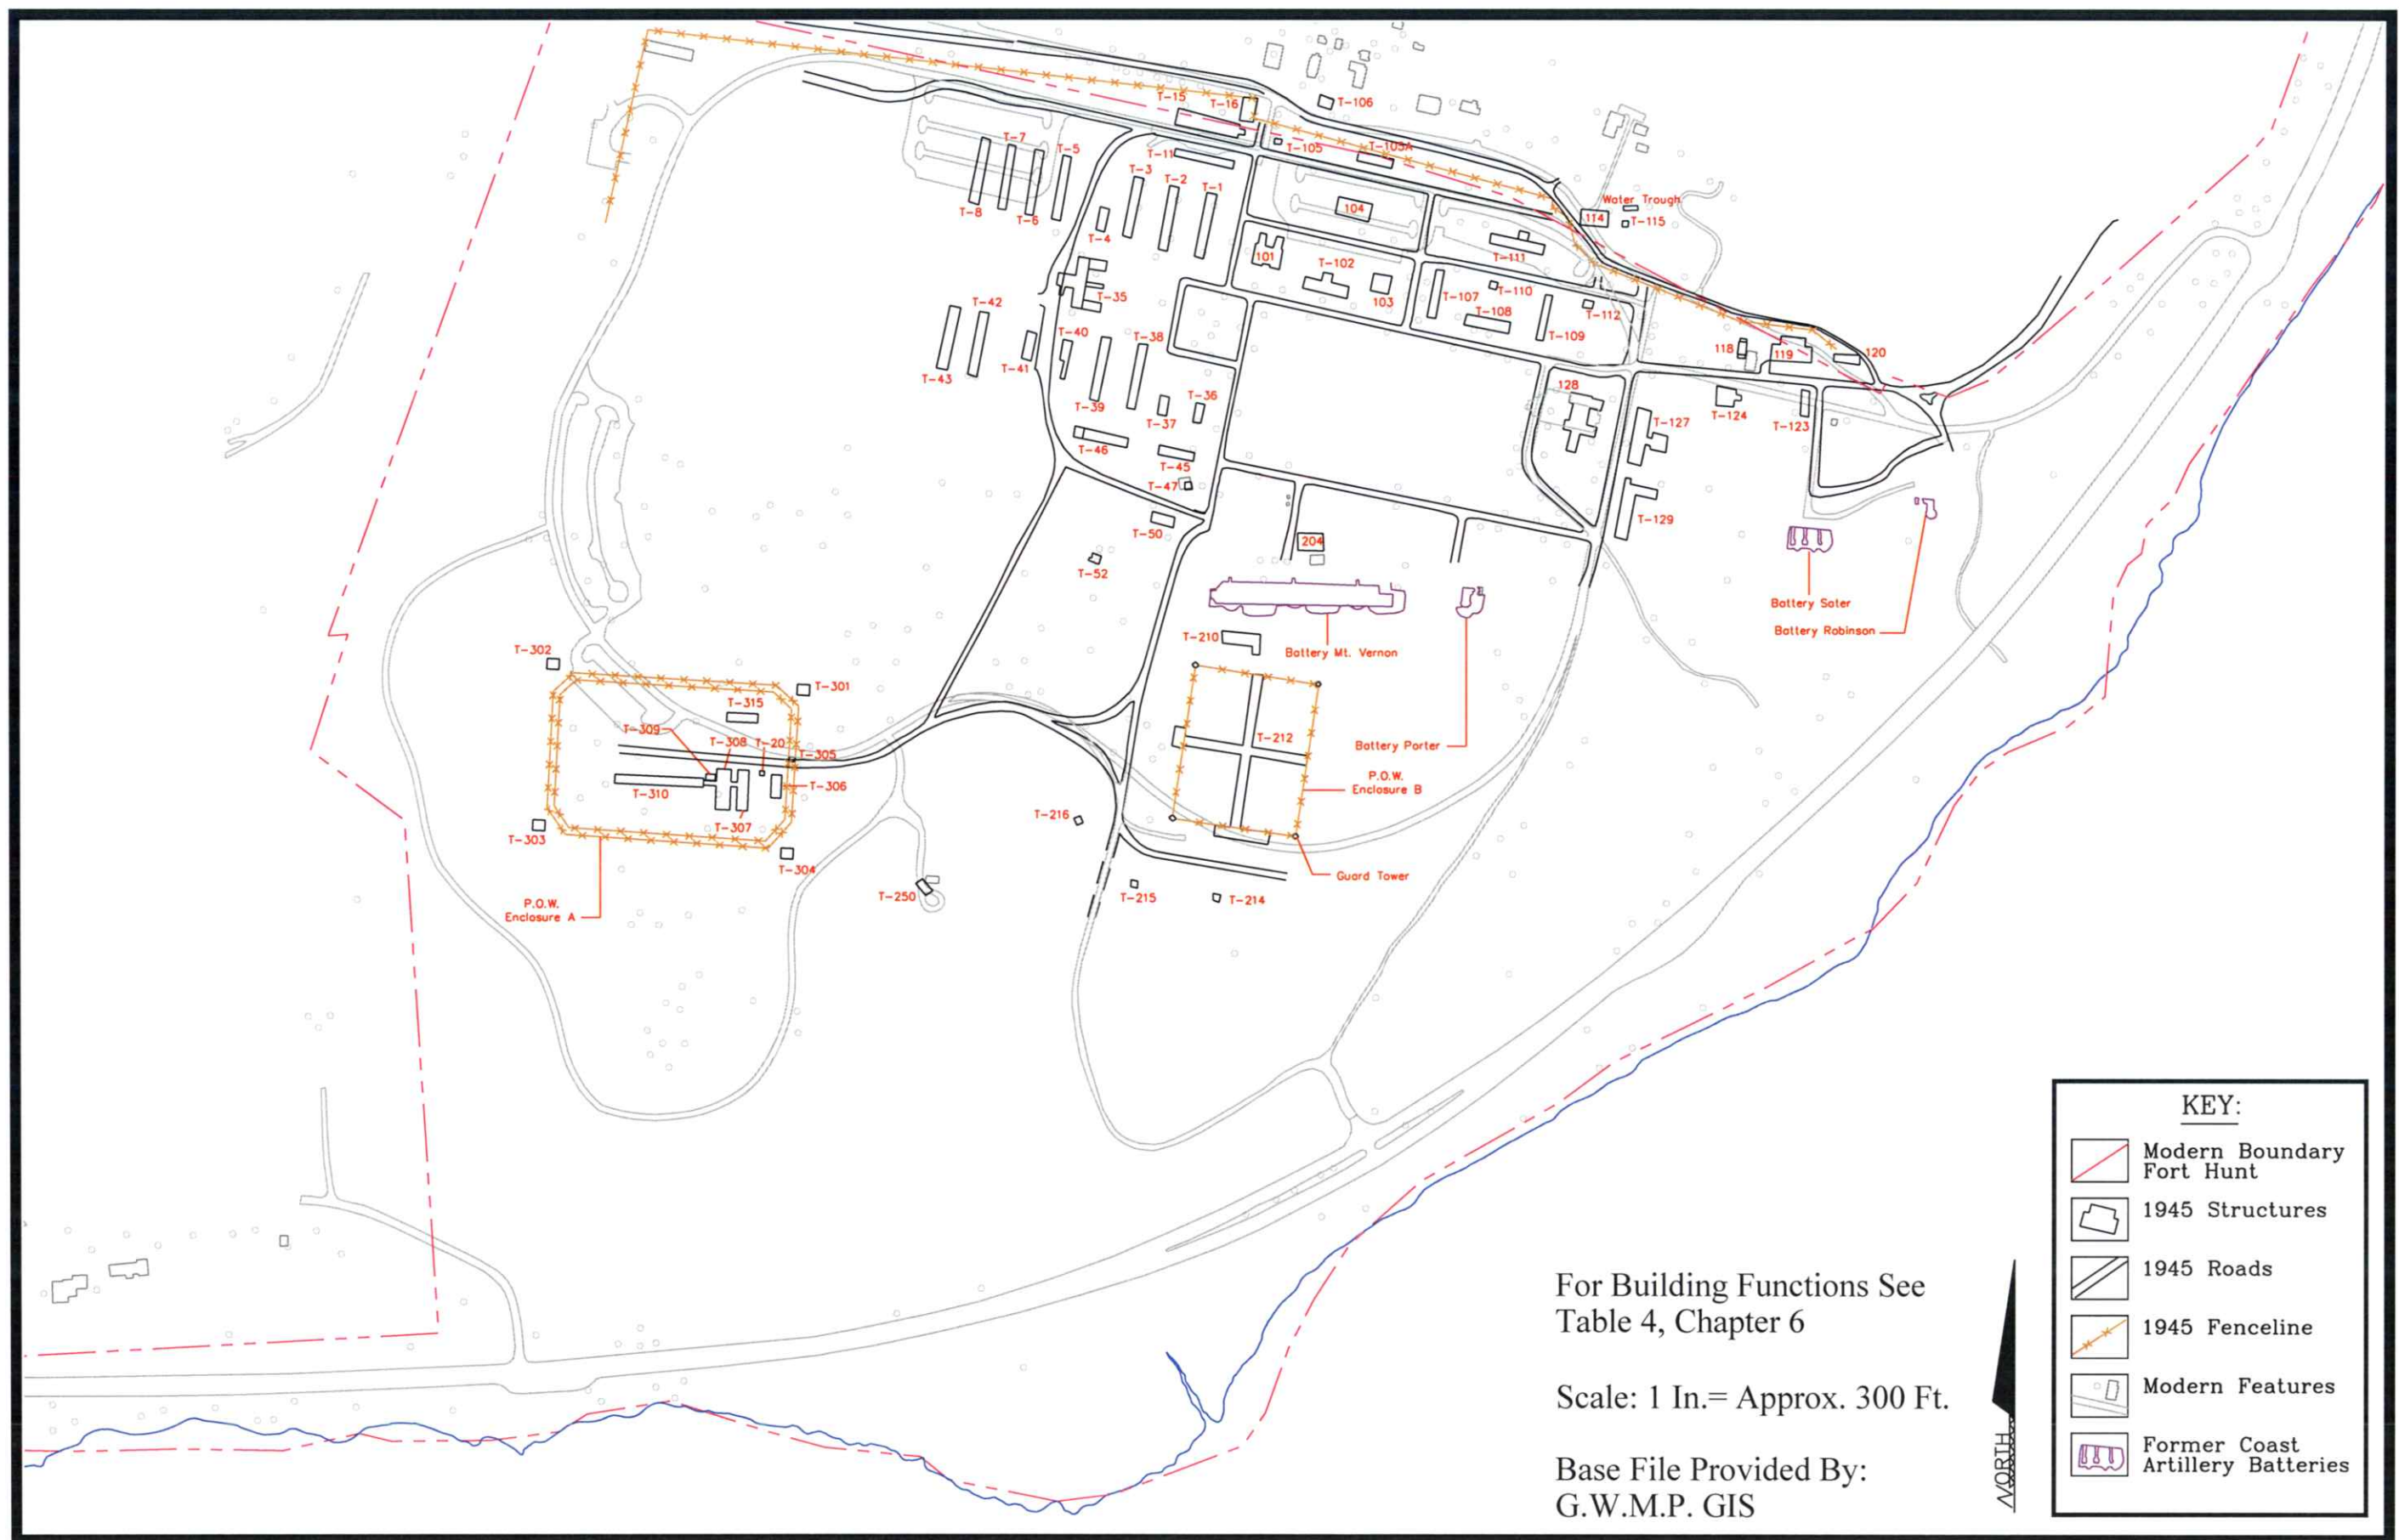 T-15
T-16
T-106
T-7
T-5
T-11
T-105
T-105A
T-3
T-2
T-1
T-8
T-6
T-4
104
Water Trough
114
T-115
101
T-102
T-111
103
T-35
T-107
T-110
T-108
T-112
T-109
T-42
T-40
T-38
T-43
T-41
T-39
T-37
T-36
118
119
120
128
T-124
T-123
T-127
T-46
T-45
T-47
T-50
T-52
T-129
204
Battery Sater
Battery Robinson
T-210
Battery Mt. Vernon
T-302
T-301
T-315
T-309
T-308
T-20
T-305
T-212
Battery Porter
P.O.W.
Enclosure B
T-310
T-306
T-307
T-303
T-304
T-216
Guard Tower
T-250
T-215
T-214
P.O.W.
Enclosure A
For Building Functions See
Table 4, Chapter 6
Scale: 1 In.= Approx. 300 Ft.
Base File Provided By:
G.W.M.P. GIS
NORTH
KEY:
Modern Boundary
Fort Hunt
1945 Structures
1945 Roads
1945 Fenceline
Modern Features
Former Coast
Artillery Batteries